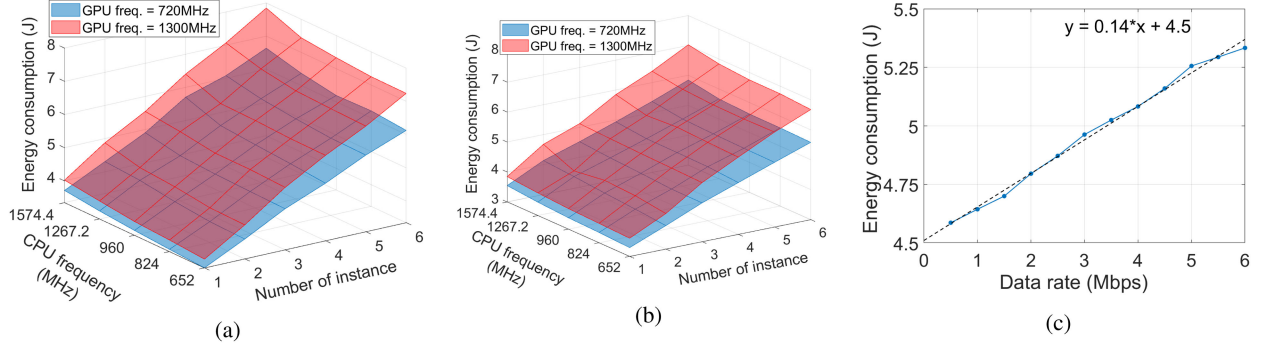 GPU freq. = 720MHz
GPU freq. = 1300MHz
Energy consumption (J)
8
7
6
5
4
1574.4
1267.2
960
824
652
CPU frequency
(MHz)
1
2
3
4
5
6
Number of instance
(a)
GPU freq. = 720MHz
GPU freq. = 1300MHz
Energy consumption (J)
8
7
6
5
4
3
1574.4
1267.2
960
824
652
CPU frequency
(MHz)
1
2
3
4
5
6
Number of instance
(b)
y = 0.14*x + 4.5
Energy consumption (J)
5.5
5.25
5
4.75
4.5
0
1
2
3
4
5
6
Data rate (Mbps)
(c)